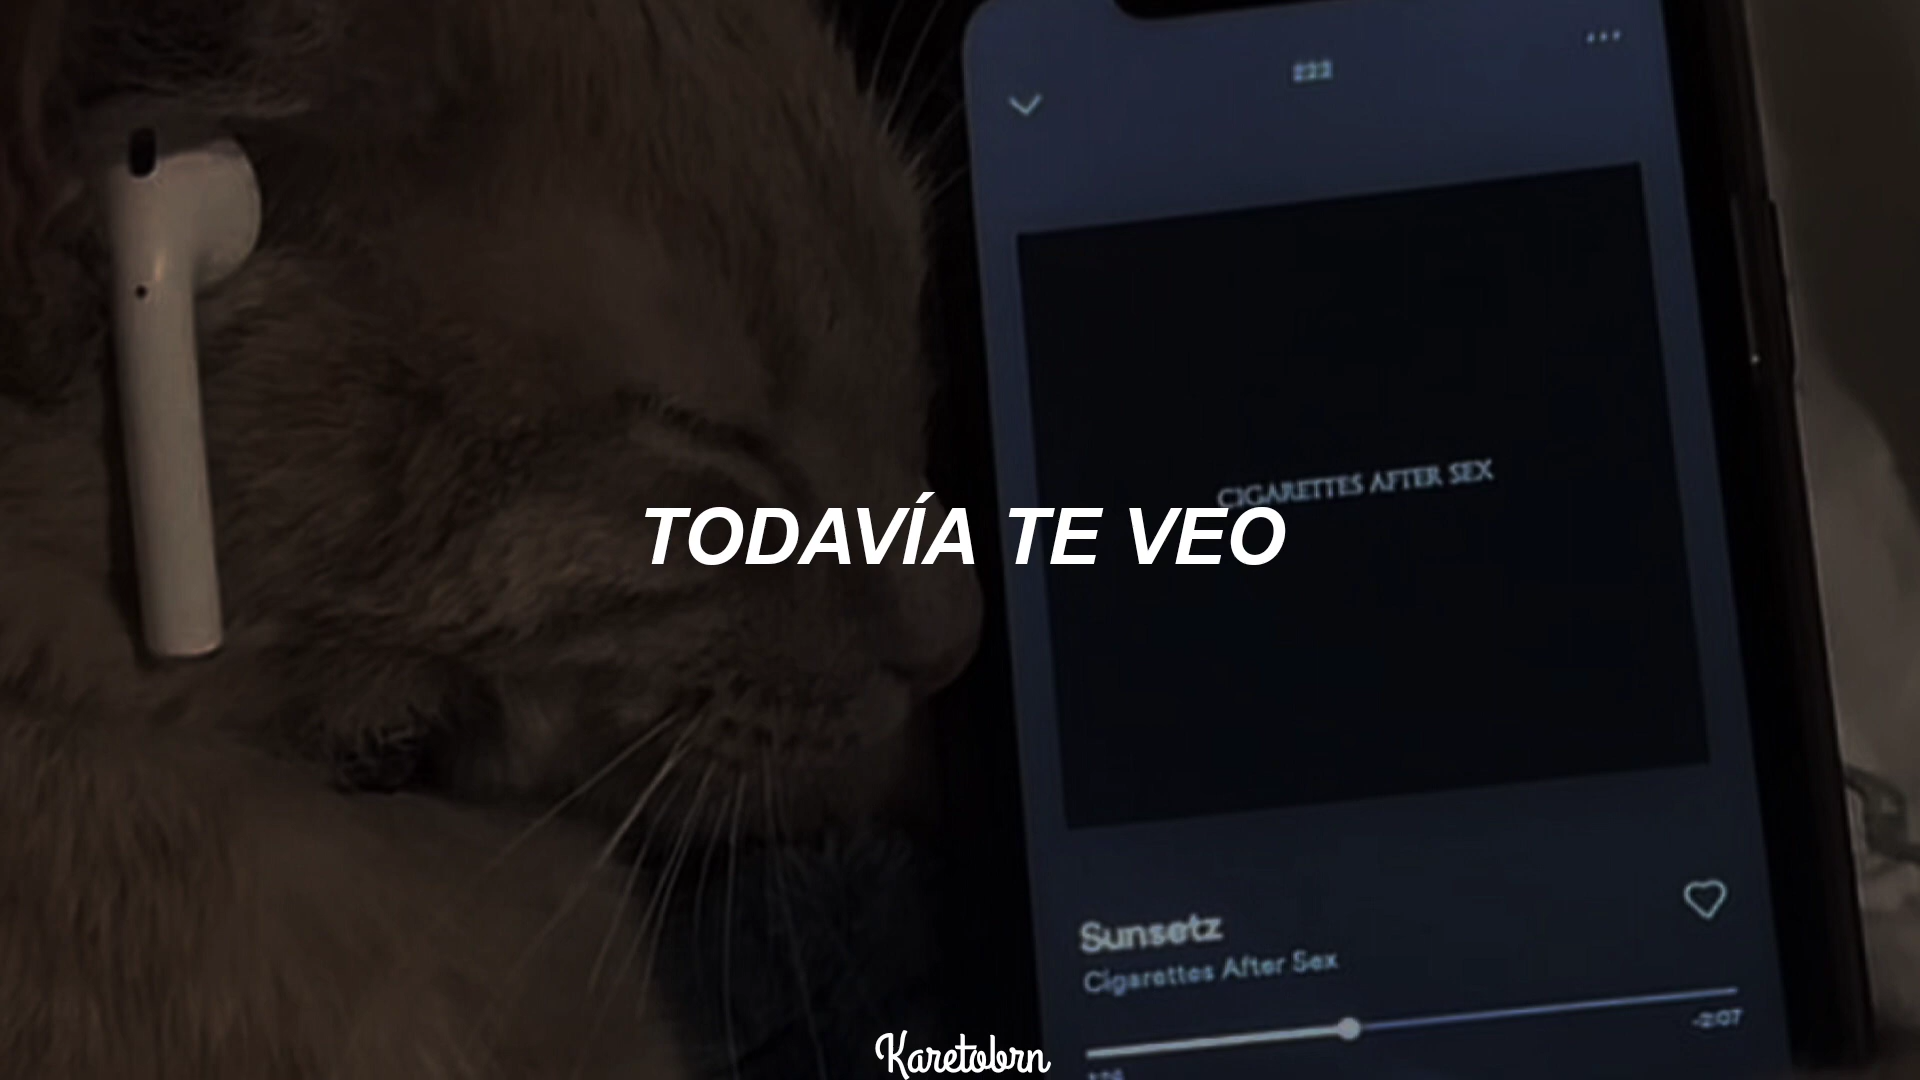 CIGARETTES AFTER SEX
TODAVÍA TE VEO
Sunsetz
Cigarettes After Sex
-2:07
Karetobrn